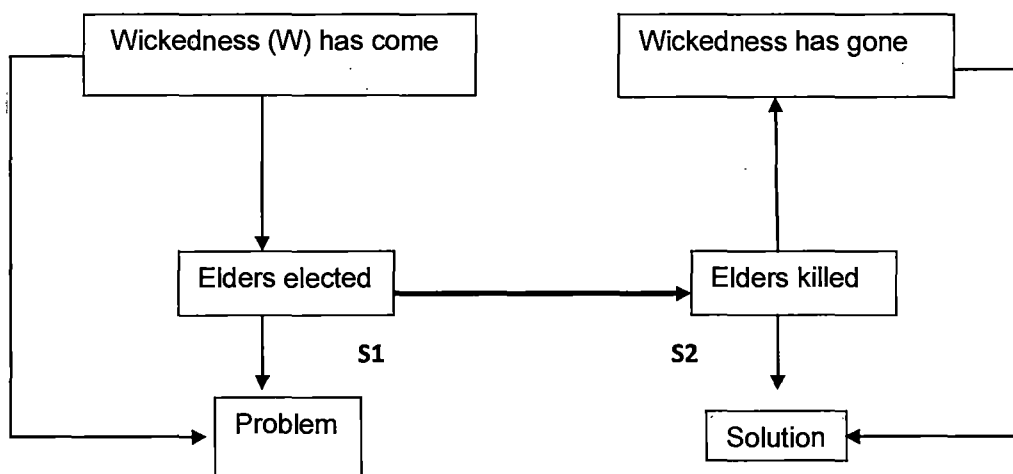 Wickedness (W) has come
Wickedness has gone
Elders elected
Elders killed
S1
S2
Problem
Solution